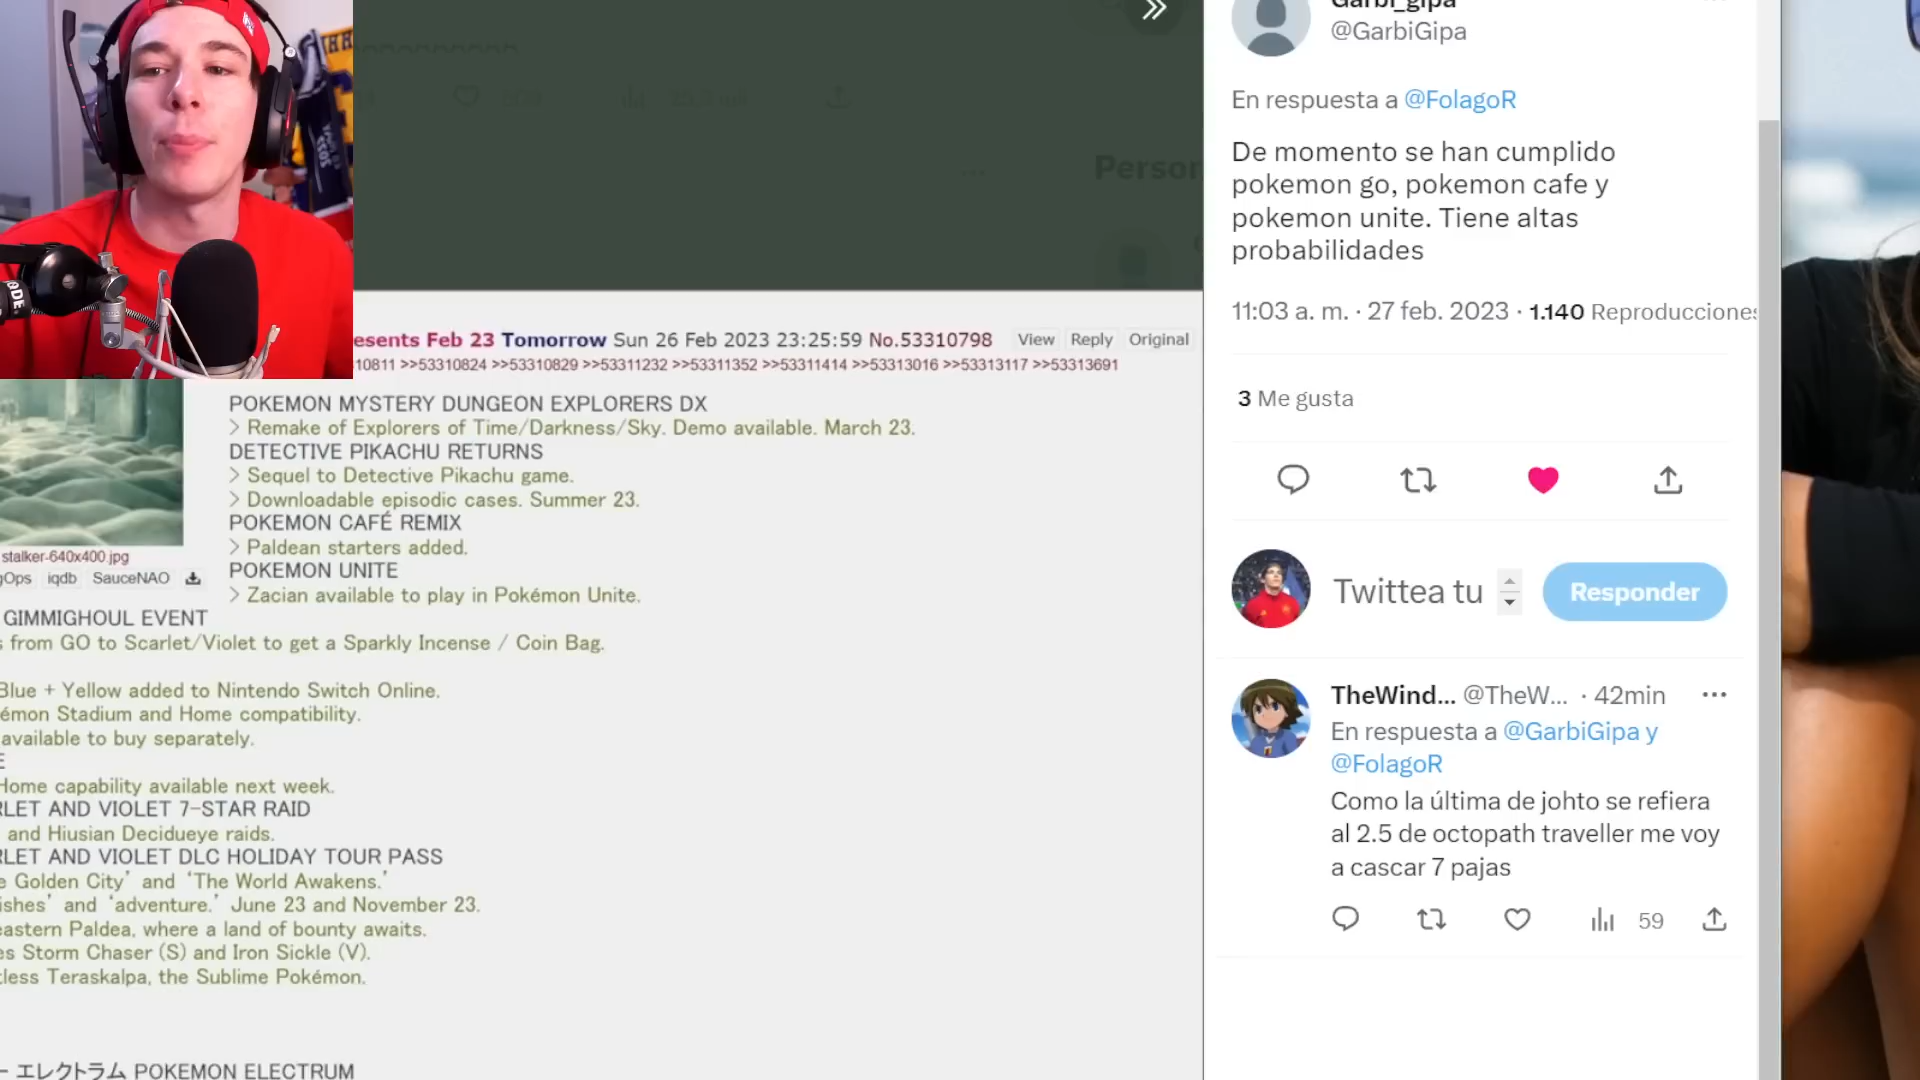 Garbi_gipa
@GarbiGipa
En respuesta a @FolagoR
De momento se han cumplido
pokemon go, pokemon cafe y
pokemon unite. Tiene altas
probabilidades
11:03 a. m. · 27 feb. 2023 · 1.140 Reproducciones
3 Me gusta
Twittea tu
Responder
TheWind... @TheW... · 42min
En respuesta a @GarbiGipa y
@FolagoR
Como la última de johto se refiera
al 2.5 de octopath traveller me voy
a cascar 7 pajas
59
Person
esents Feb 23 Tomorrow Sun 26 Feb 2023 23:25:59 No.53310798 View Reply Original
10811 >>53310824 >>53310829 >>53311232 >>53311352 >>53311414 >>53313016 >>53313117 >>53313691
POKEMON MYSTERY DUNGEON EXPLORERS DX
> Remake of Explorers of Time/Darkness/Sky. Demo available. March 23.
DETECTIVE PIKACHU RETURNS
> Sequel to Detective Pikachu game.
> Downloadable episodic cases. Summer 23.
POKEMON CAFÉ REMIX
> Paldean starters added.
POKEMON UNITE
> Zacian available to play in Pokémon Unite.
stalker-640x400.jpg
gOps iqdb SauceNAO
GIMMIGHOUL EVENT
s from GO to Scarlet/Violet to get a Sparkly Incense / Coin Bag.
Blue + Yellow added to Nintendo Switch Online.
émon Stadium and Home compatibility.
available to buy separately.
E
Home capability available next week.
RLET AND VIOLET 7-STAR RAID
and Hiusian Decidueye raids.
RLET AND VIOLET DLC HOLIDAY TOUR PASS
e Golden City' and 'The World Awakens.'
ishes' and 'adventure.' June 23 and November 23.
eastern Paldea, where a land of bounty awaits.
es Storm Chaser (S) and Iron Sickle (V).
tless Teraskalpa, the Sublime Pokémon.
- エレクトラム POKEMON ELECTRUM